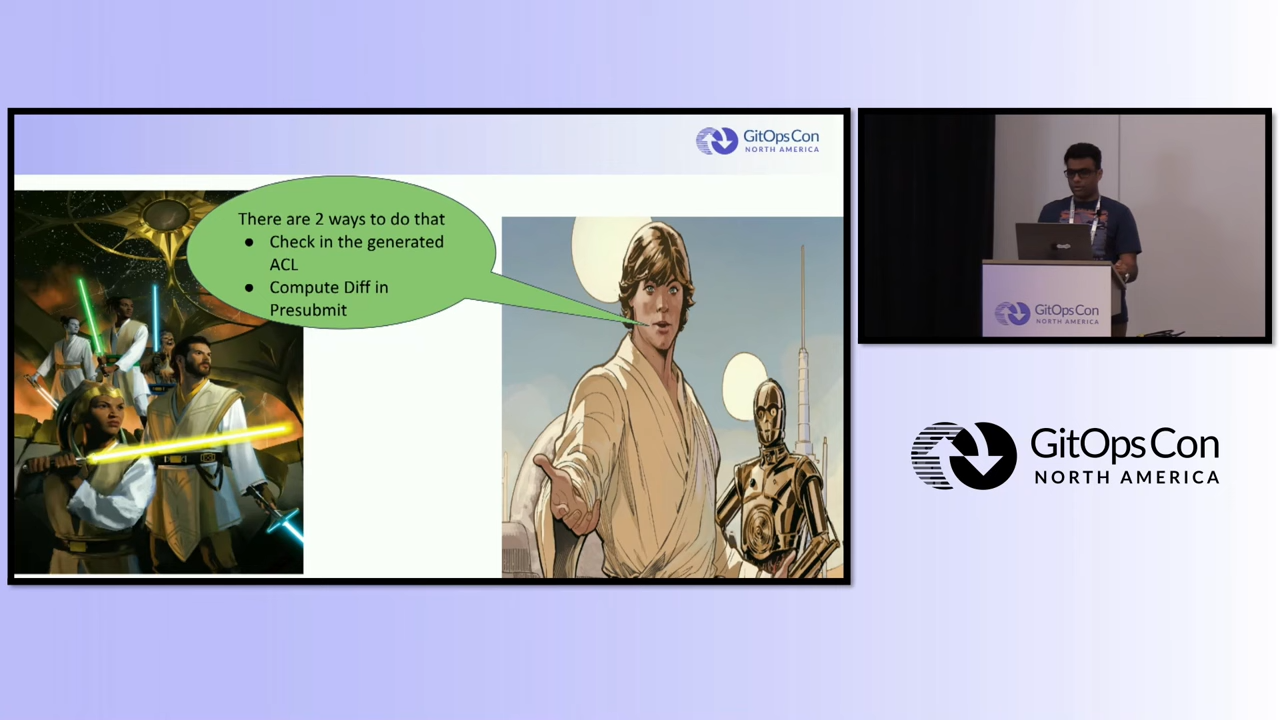 GitOpsCon
NORTH AMERICA
There are 2 ways to do that
● Check in the generated
ACL
● Compute Diff in
Presubmit
GitOpsCon
NORTH AMERICA
GitOpsCon
NORTH AMERICA